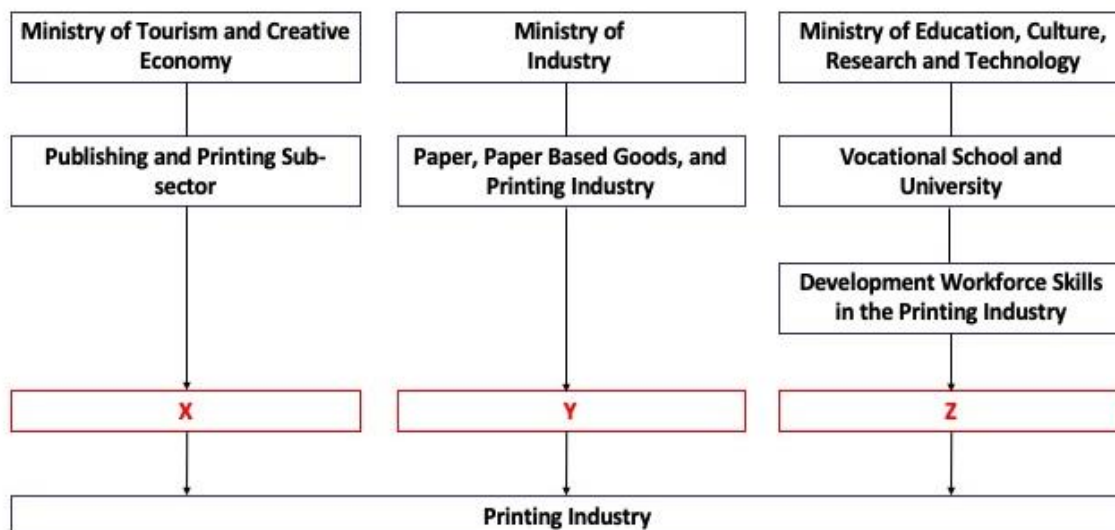 Ministry of Tourism and Creative
Economy
Ministry of
Industry
Ministry of Education, Culture,
Research and Technology
Publishing and Printing Sub-
sector
Paper, Paper Based Goods, and
Printing Industry
Vocational School and
University
Development Workforce Skills
in the Printing Industry
X
Y
Z
Printing Industry